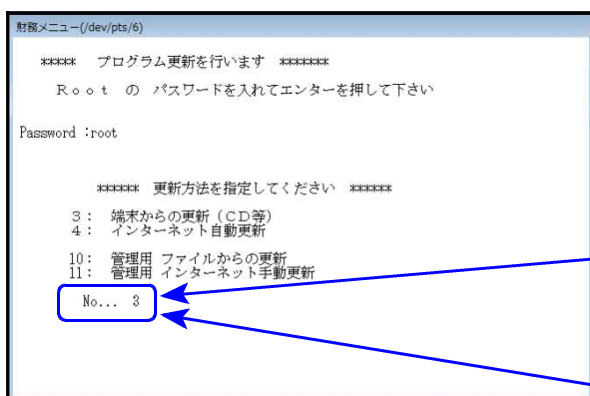 財務メニュー(/dev/pts/6)
***** プログラム更新を行います *******
Ｒｏｏｔ の パスワードを入れてエンターを押して下さい
Password :root
****** 更新方法を指定してください ******
３： 端末からの更新（ＣＤ等）
４： インターネット自動更新
10： 管理用 ファイルからの更新
11： 管理用 インターネット手動更新
No... 3